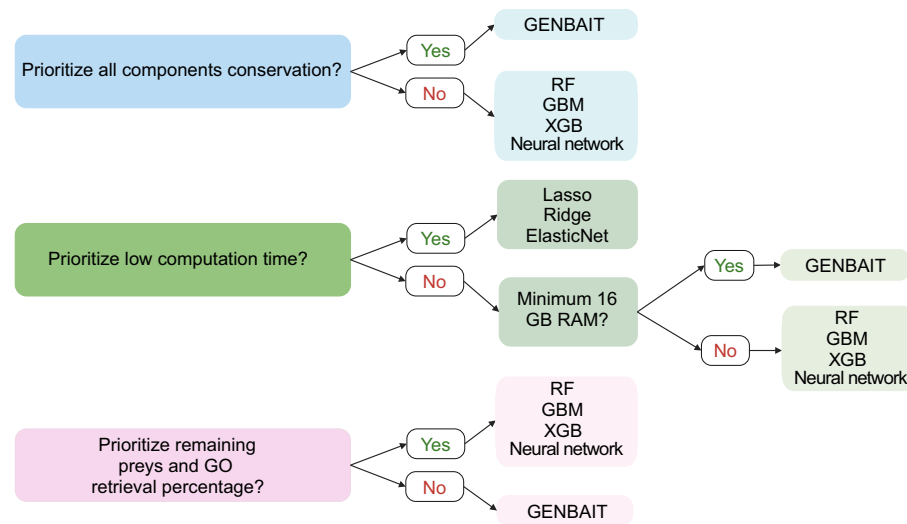 Prioritize all components conservation?
Yes
GENBAIT
No
RF
GBM
XGB
Neural network
Prioritize low computation time?
Yes
Lasso
Ridge
ElasticNet
No
Minimum 16
GB RAM?
Yes
GENBAIT
No
RF
GBM
XGB
Neural network
Prioritize remaining
preys and GO
retrieval percentage?
Yes
RF
GBM
XGB
Neural network
No
GENBAIT